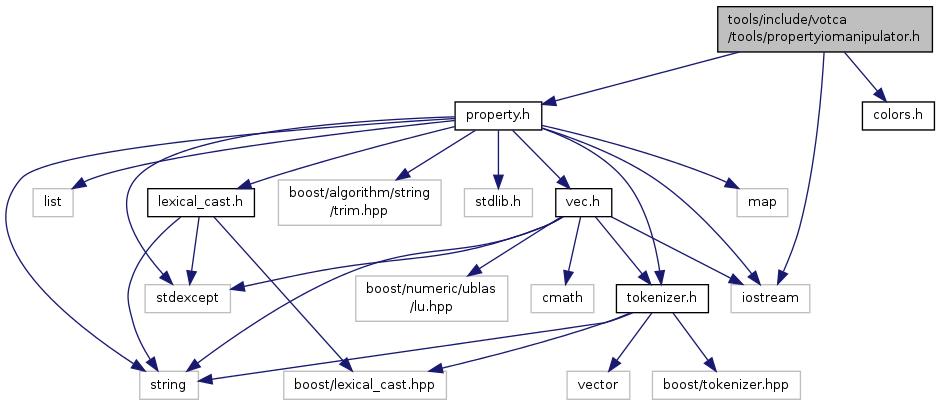 tools/include/votca
/tools/propertyiomanipulator.h
property.h
colors.h
list
lexical_cast.h
boost/algorithm/string
/trim.hpp
stdlib.h
vec.h
map
stdexcept
boost/numeric/ublas
/lu.hpp
cmath
tokenizer.h
iostream
string
boost/lexical_cast.hpp
vector
boost/tokenizer.hpp